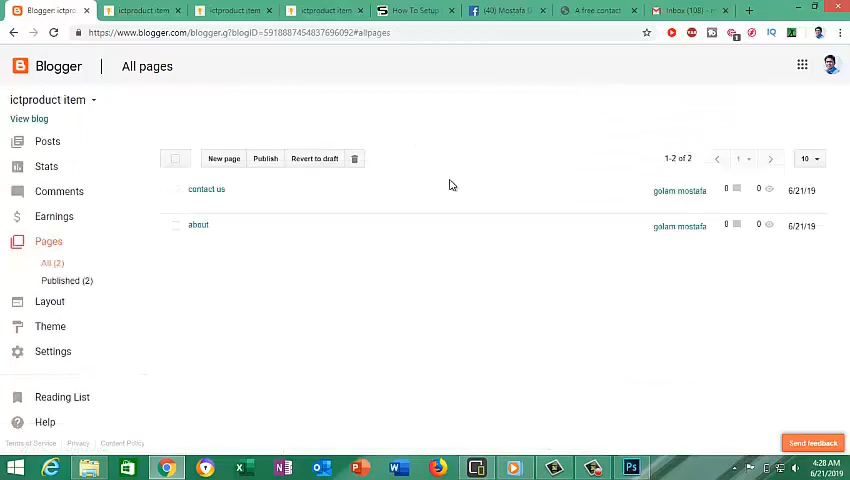 Blogger: ictpro
ictproduct item
ictproduct item
ictproduct item
How To Setup
(40) Mostafa
A free contact
Inbox (108)
https://www.blogger.com/blogger.g?blogID=5918887454837696092#allpages
Blogger
All pages
ictproduct item
View blog
Posts
Stats
Comments
Earnings
Pages
All (2)
Published (2)
Layout
Theme
Settings
Reading List
Help
Terms of Service
Privacy
Content Policy
New page
Publish
Revert to draft
1-2 of 2
1
10
contact us
golam mostafa
0
0
6/21/19
about
golam mostafa
0
0
6/21/19
Send feedback
4:28 AM
6/21/2019